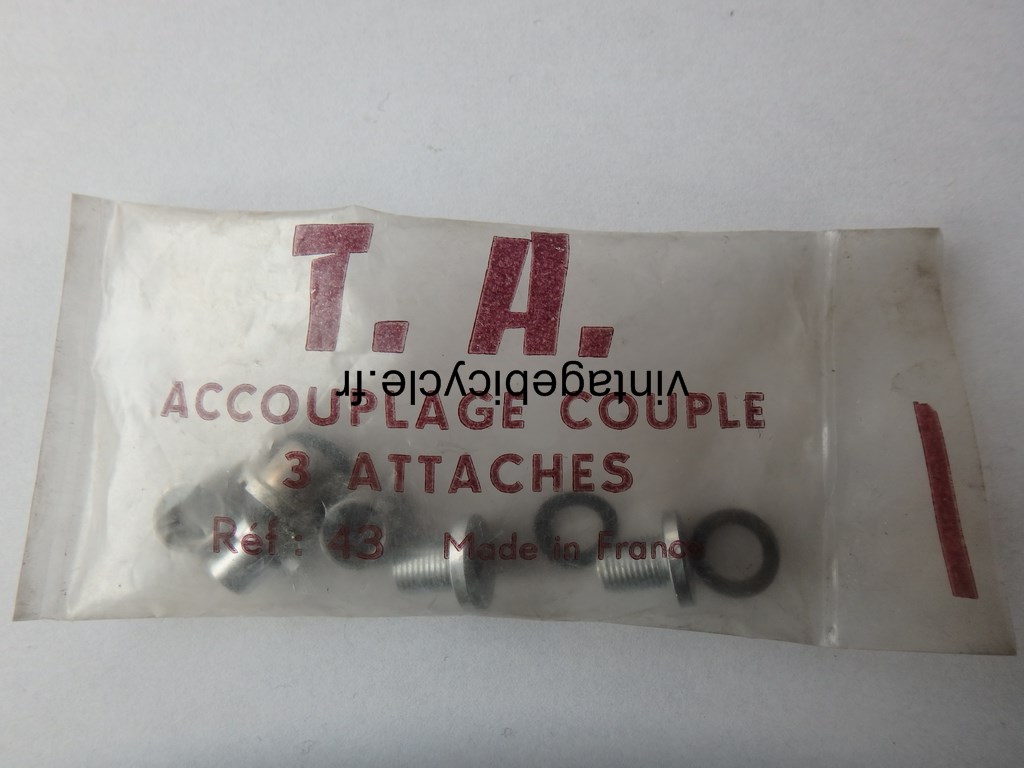 T. A.
vintagebicycle.fr
ACCOUPLAGE COUPLE
3 ATTACHES
Réf : 43 Made in France